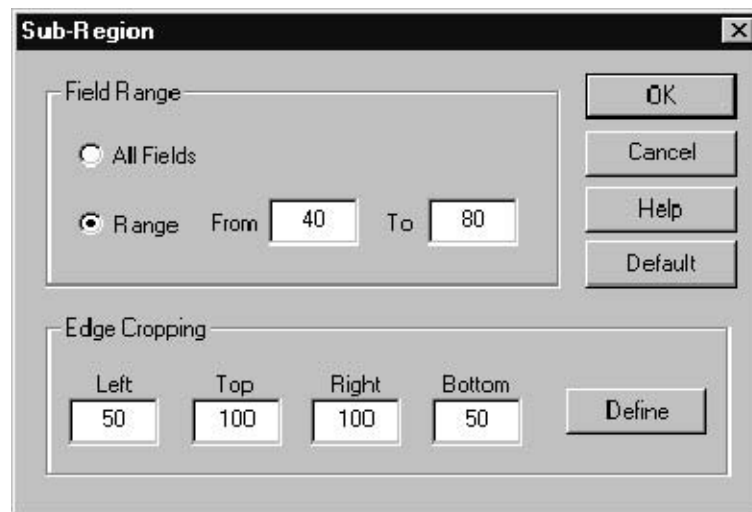 Sub-Region
Field Range
OK
All Fields
Cancel
Range From 40 To 80
Help
Default
Edge Cropping
Left Top Right Bottom
50 100 100 50
Define